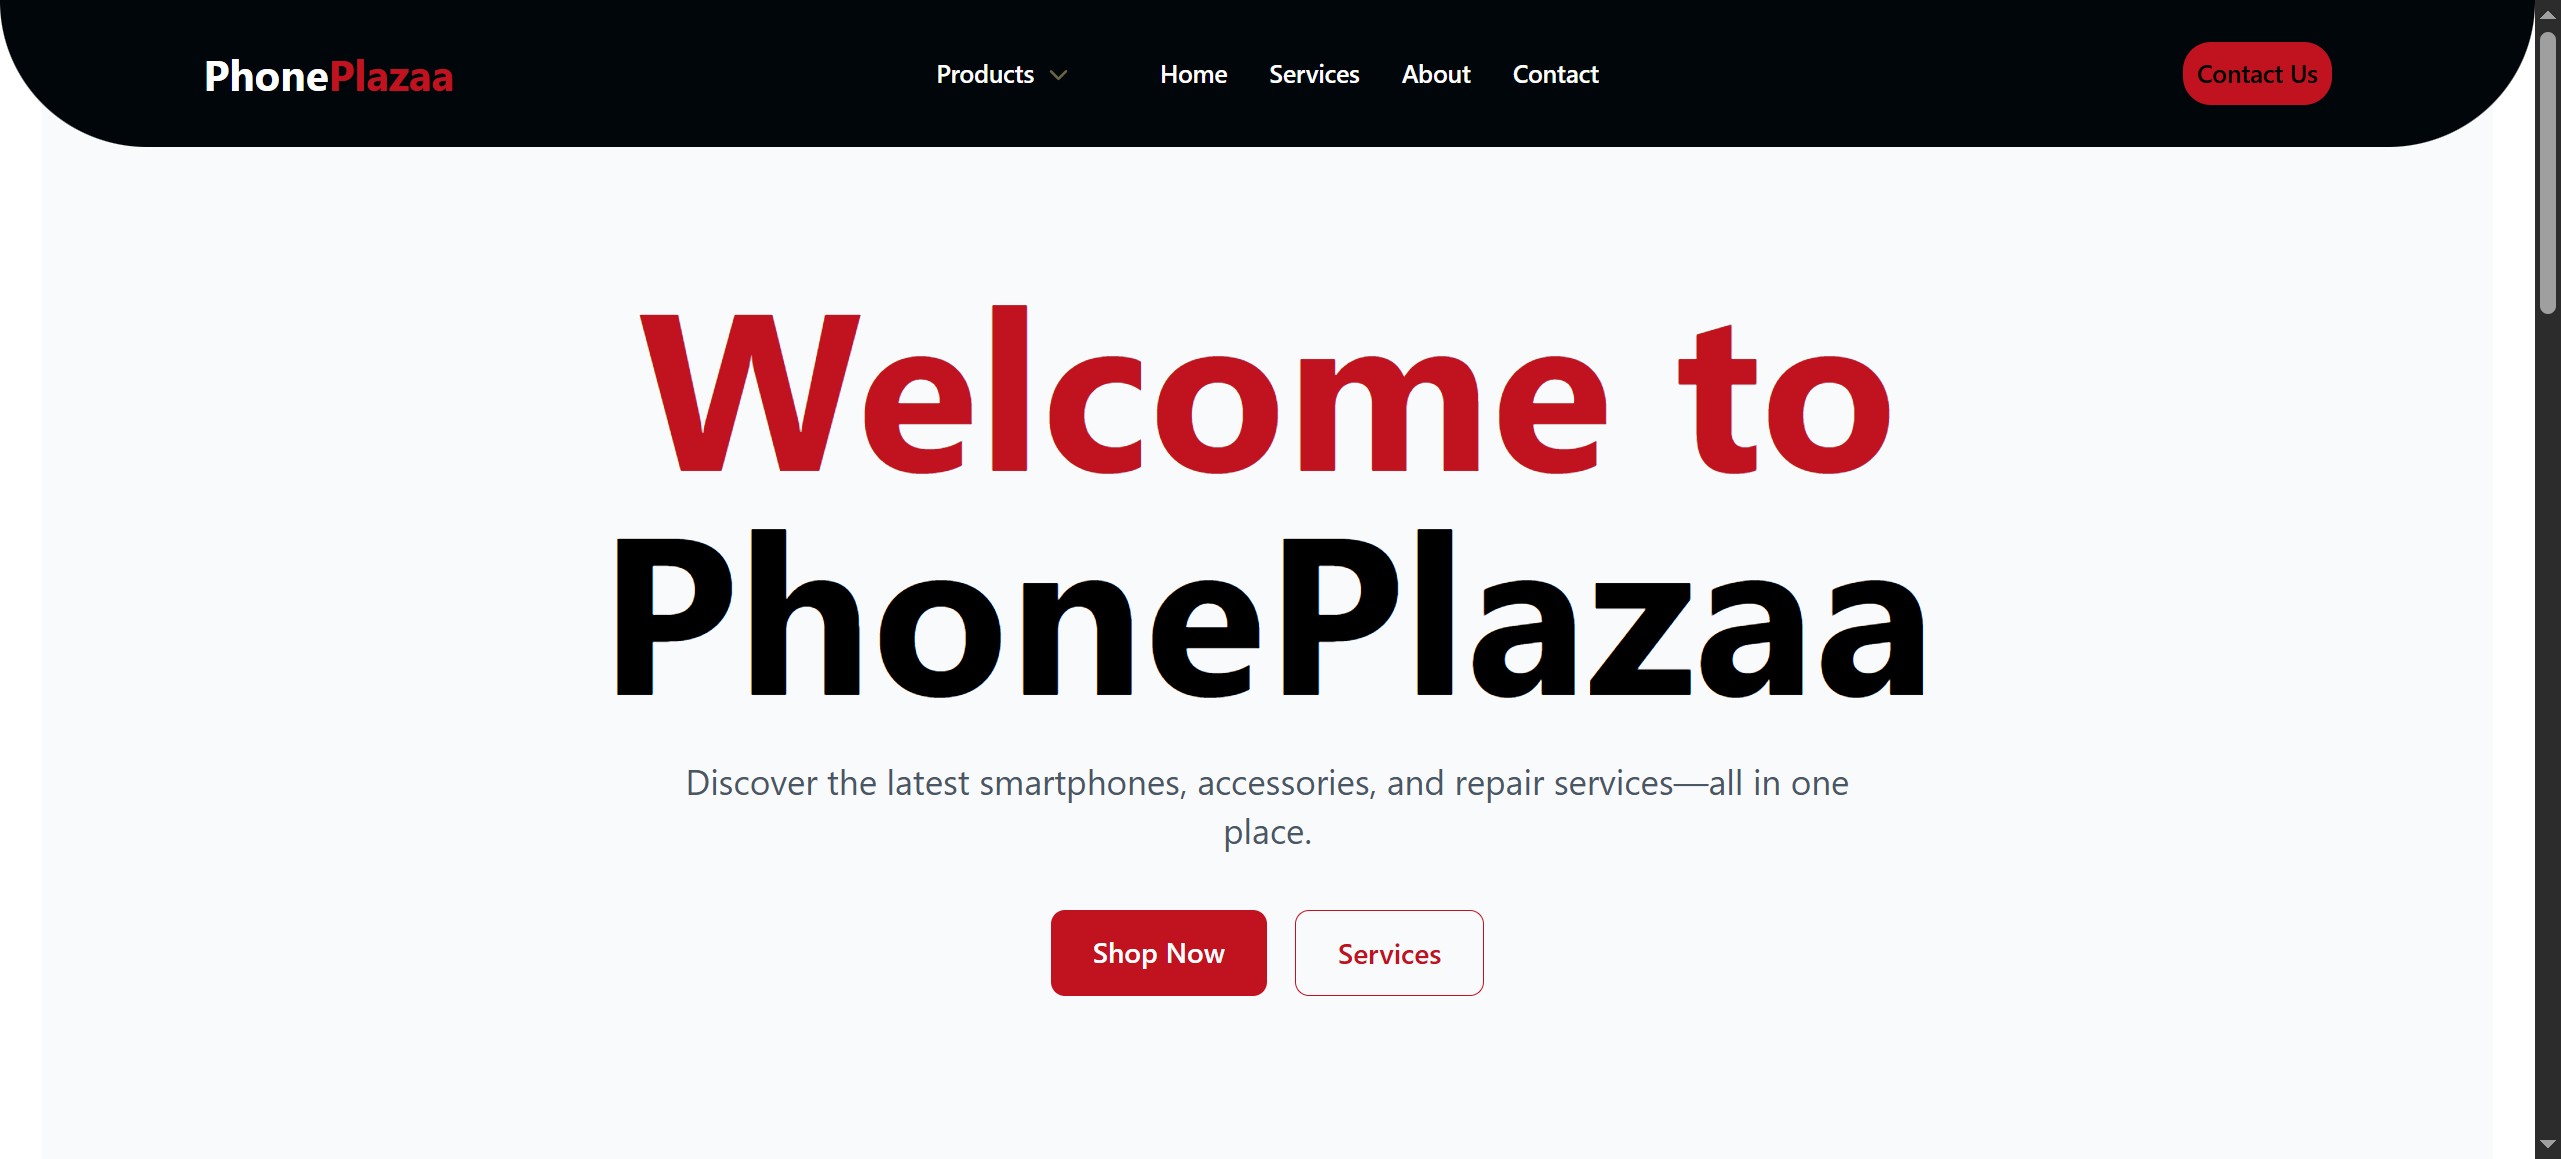 PhonePlazaa
Products Home Services About Contact
Contact Us
Welcome to
PhonePlazaa
Discover the latest smartphones, accessories, and repair services—all in one
place.
Shop Now
Services